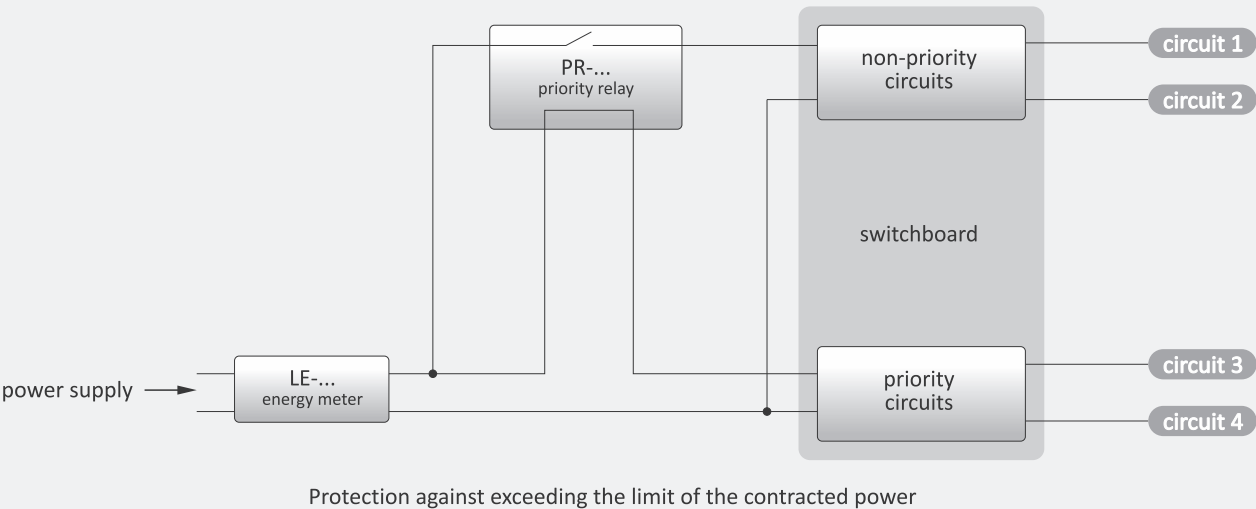 PR-...
priority relay
non-priority
circuits
circuit 1
circuit 2
switchboard
power supply
LE-...
energy meter
priority
circuits
circuit 3
circuit 4
Protection against exceeding the limit of the contracted power